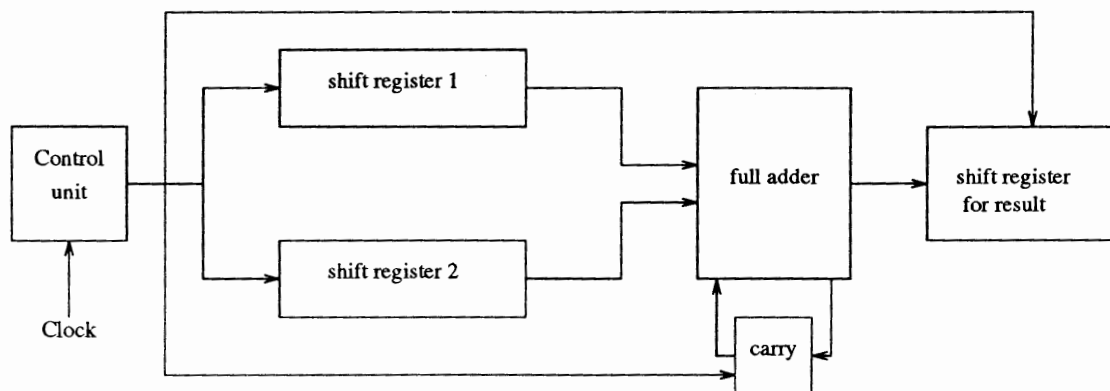 shift register 1
Control
unit
full adder
shift register
for result
shift register 2
Clock
carry